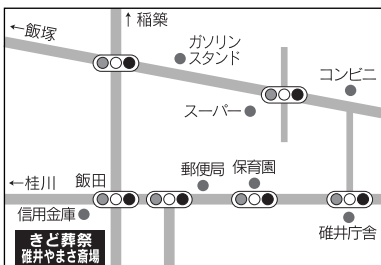 ↑稲築
←飯塚
ガソリン
スタンド
コンビニ
スーパー
←桂川
飯田
郵便局
保育園
信用金庫
碓井庁舎
きど葬祭
碓井やまさ斎場